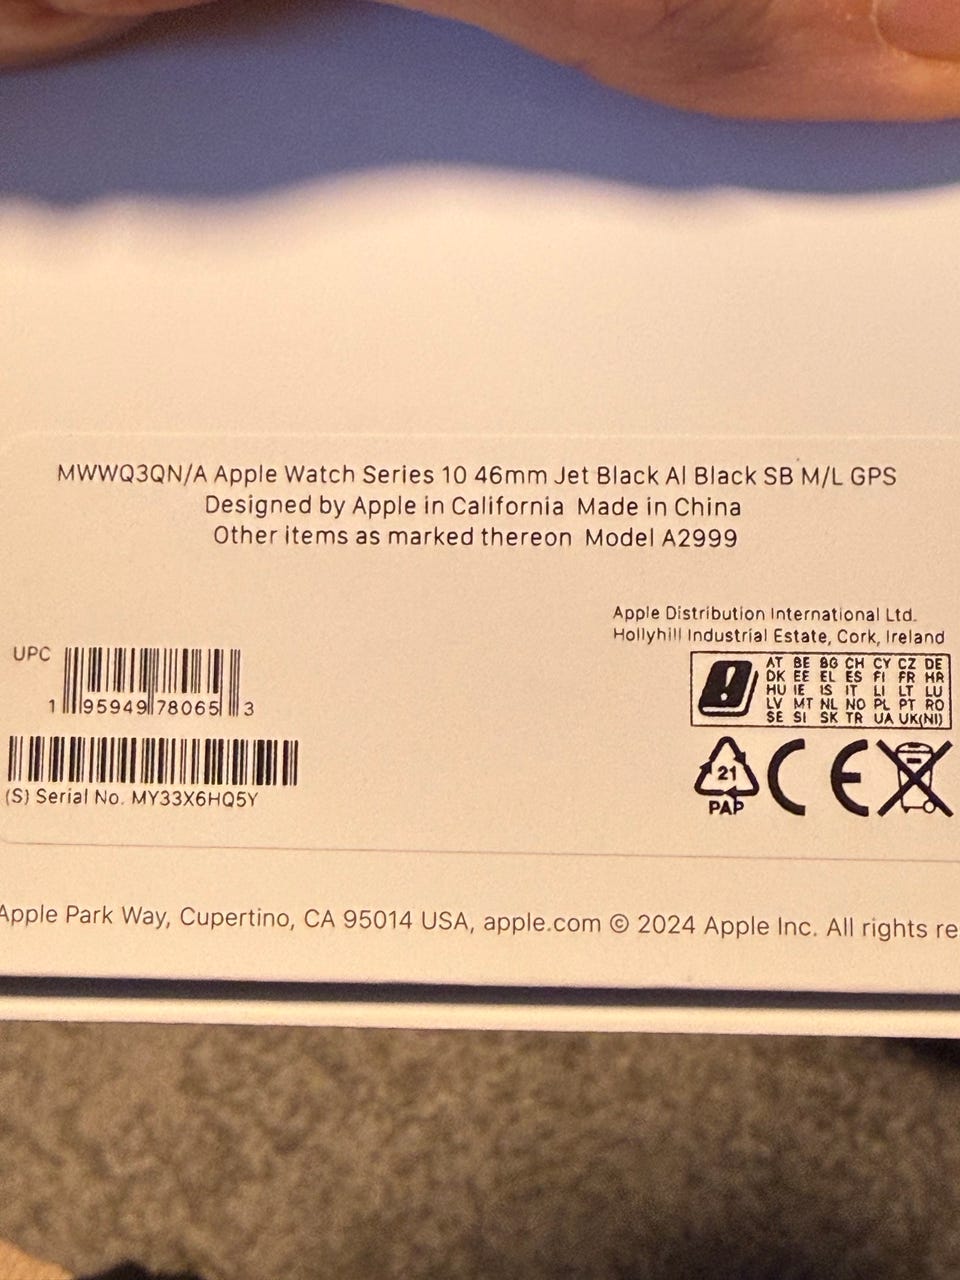 MWWQ3QN/A Apple Watch Series 10 46mm Jet Black Al Black SB M/L GPS
Designed by Apple in California Made in China
Other items as marked thereon Model A2999
Apple Distribution International Ltd.
Hollyhill Industrial Estate, Cork, Ireland
UPC
1 95949 78065 3
(S) Serial No. MY33X6HQ5Y
AT BE BG CH CY CZ DE
DK EE EL ES FI FR HR
HU IE IS IT LI LT LU
LV MT NL NO PL PT RO
SE SI SK TR UA UK(NI)
21
PAP
CE
Apple Park Way, Cupertino, CA 95014 USA, apple.com © 2024 Apple Inc. All rights re